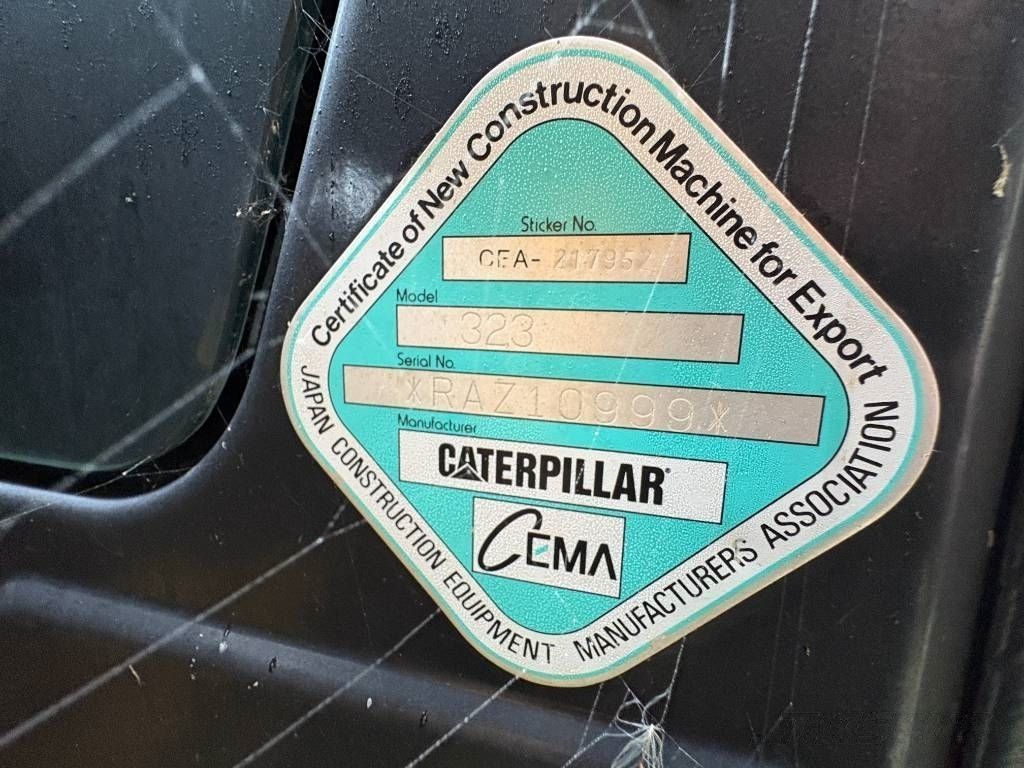 Certificate of New Construction Machine for Export
Sticker No.
CFA- 217952
Model
323
Serial No.
*RAZ10999*
Manufacturer
CATERPILLAR®
CEMA
JAPAN CONSTRUCTION EQUIPMENT MANUFACTURERS ASSOCIATION